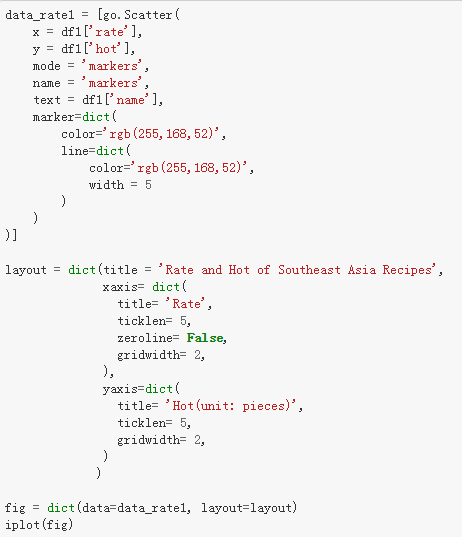 data_rate1 = [go.Scatter(
    x = df1['rate'],
    y = df1['hot'],
    mode = 'markers',
    name = 'markers',
    text = df1['name'],
    marker=dict(
        color='rgb(255,168,52)',
        line=dict(
            color='rgb(255,168,52)',
            width = 5
        )
    )
)]

layout = dict(title = 'Rate and Hot of Southeast Asia Recipes',
              xaxis= dict(
                title= 'Rate',
                ticklen= 5,
                zeroline= False,
                gridwidth= 2,
              ),
              yaxis=dict(
                title= 'Hot(unit: pieces)',
                ticklen= 5,
                gridwidth= 2,
              )
             )

fig = dict(data=data_rate1, layout=layout)
iplot(fig)